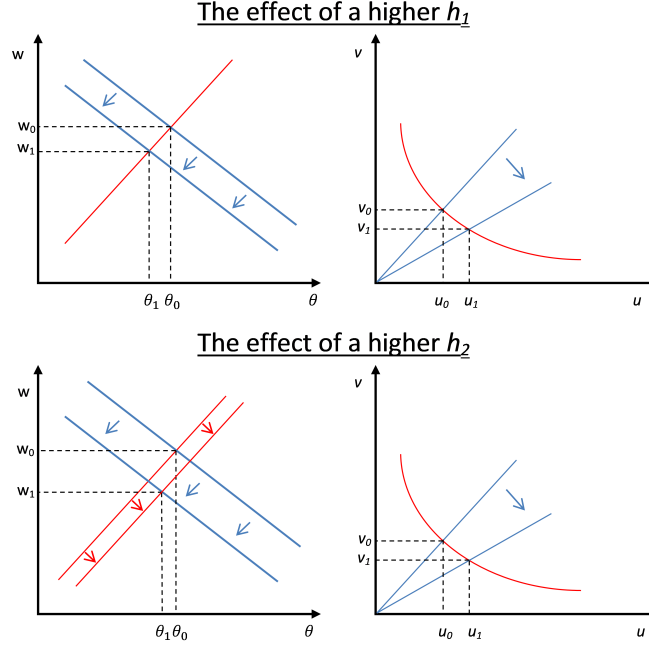 The effect of a higher h₁
w
w₀
w₁
θ₁ θ₀
θ
v
v₀
v₁
u₀ u₁
u
The effect of a higher h₂
w
w₀
w₁
θ₁θ₀
θ
v
v₀
v₁
u₀ u₁
u